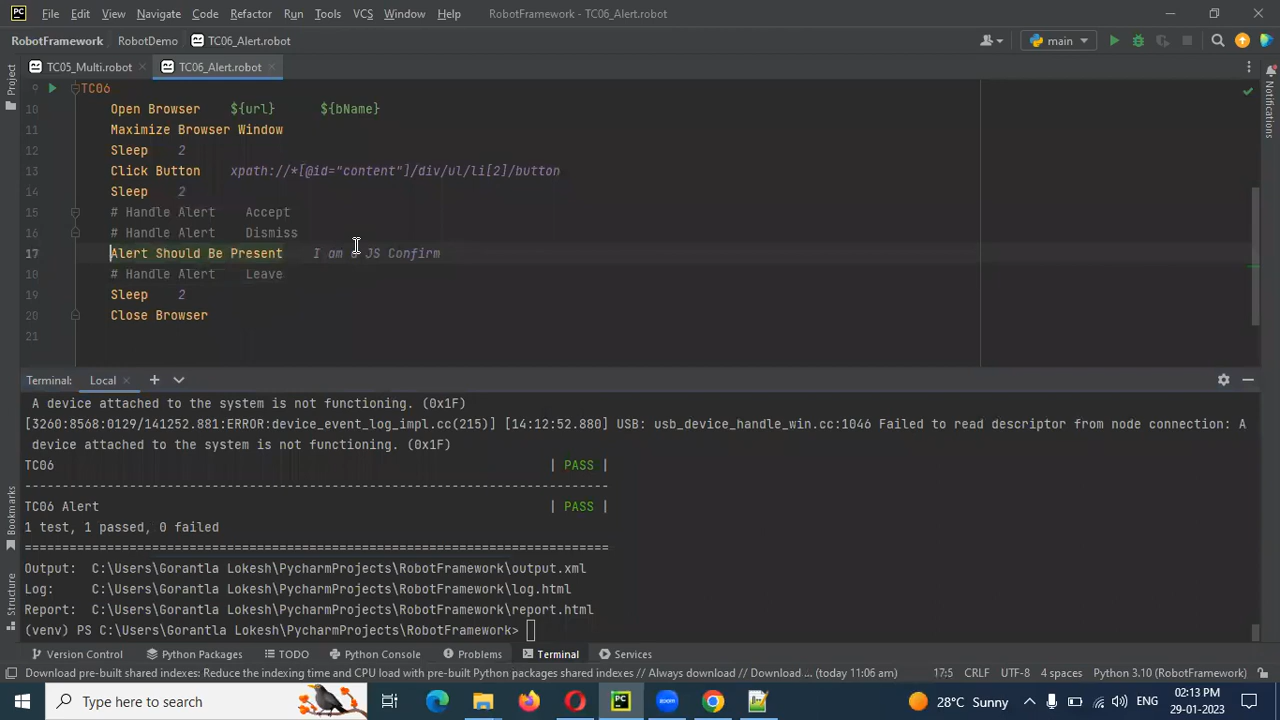 File Edit View Navigate Code Refactor Run Tools VCS Window Help RobotFramework - TC06_Alert.robot
RobotFramework RobotDemo TC06_Alert.robot main
Project TC05_Multi.robot TC06_Alert.robot
Notifications
9 TC06
10 Open Browser ${url} ${bName}
11 Maximize Browser Window
12 Sleep 2
13 Click Button xpath://*[@id="content"]/div/ul/li[2]/button
14 Sleep 2
15 # Handle Alert Accept
16 # Handle Alert Dismiss
17 Alert Should Be Present I am a JS Confirm
18 # Handle Alert Leave
19 Sleep 2
20 Close Browser
21
Terminal: Local
A device attached to the system is not functioning. (0x1F)
[3260:8568:0129/141252.881:ERROR:device_event_log_impl.cc(215)] [14:12:52.880] USB: usb_device_handle_win.cc:1046 Failed to read descriptor from node connection: A
device attached to the system is not functioning. (0x1F)
TC06 | PASS |
------------------------------------------------------------------------------
TC06 Alert | PASS |
1 test, 1 passed, 0 failed
==============================================================================
Output: C:\Users\Gorantla Lokesh\PycharmProjects\RobotFramework\output.xml
Log: C:\Users\Gorantla Lokesh\PycharmProjects\RobotFramework\log.html
Report: C:\Users\Gorantla Lokesh\PycharmProjects\RobotFramework\report.html
(venv) PS C:\Users\Gorantla Lokesh\PycharmProjects\RobotFramework>
Bookmarks
Structure
Version Control Python Packages TODO Python Console Problems Terminal Services
Download pre-built shared indexes: Reduce the indexing time and CPU load with pre-built Python packages shared indexes // Always download // Download ... (today 11:06 am) 17:5 CRLF UTF-8 4 spaces Python 3.10 (RobotFramework)
Type here to search 28°C Sunny ENG 02:13 PM
29-01-2023